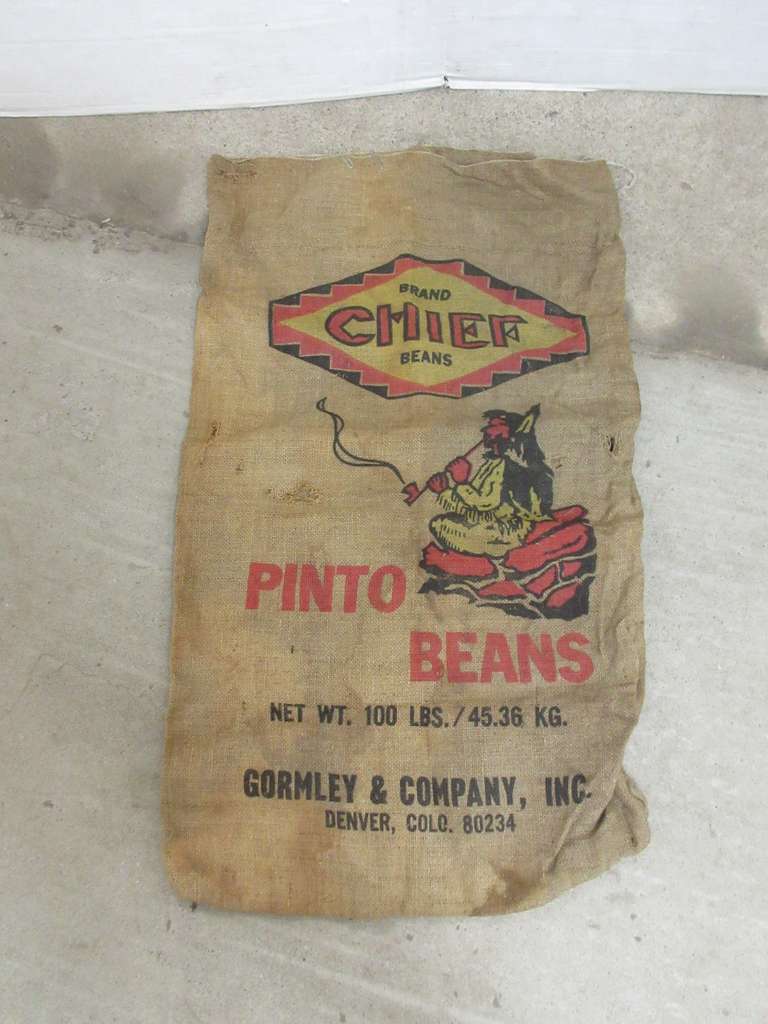 BRAND
CHIEF
BEANS
PINTO
BEANS
NET WT. 100 LBS./45.36 KG.
GORMLEY & COMPANY, INC.
DENVER, COLO. 80234